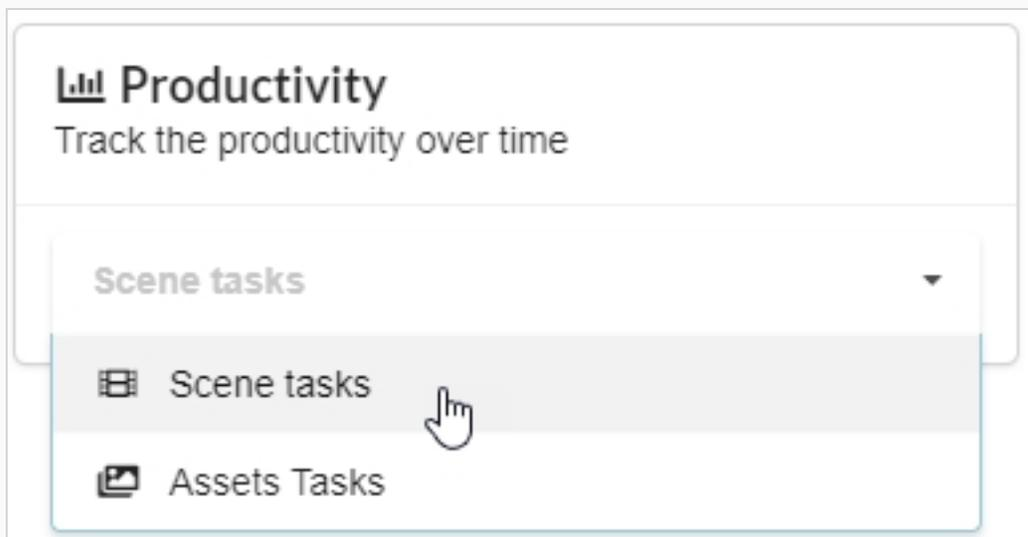 Productivity
Track the productivity over time
Scene tasks
Scene tasks
Assets Tasks